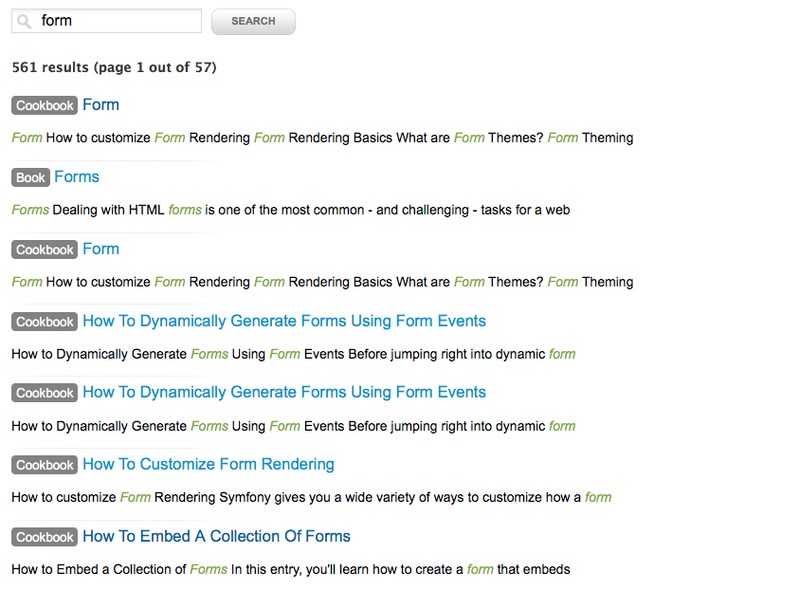 form SEARCH
561 results (page 1 out of 57)
Cookbook Form
Form How to customize Form Rendering Form Rendering Basics What are Form Themes? Form Theming
Book Forms
Forms Dealing with HTML forms is one of the most common - and challenging - tasks for a web
Cookbook Form
Form How to customize Form Rendering Form Rendering Basics What are Form Themes? Form Theming
Cookbook How To Dynamically Generate Forms Using Form Events
How to Dynamically Generate Forms Using Form Events Before jumping right into dynamic form
Cookbook How To Dynamically Generate Forms Using Form Events
How to Dynamically Generate Forms Using Form Events Before jumping right into dynamic form
Cookbook How To Customize Form Rendering
How to customize Form Rendering Symfony gives you a wide variety of ways to customize how a form
Cookbook How To Embed A Collection Of Forms
How to Embed a Collection of Forms In this entry, you'll learn how to create a form that embeds